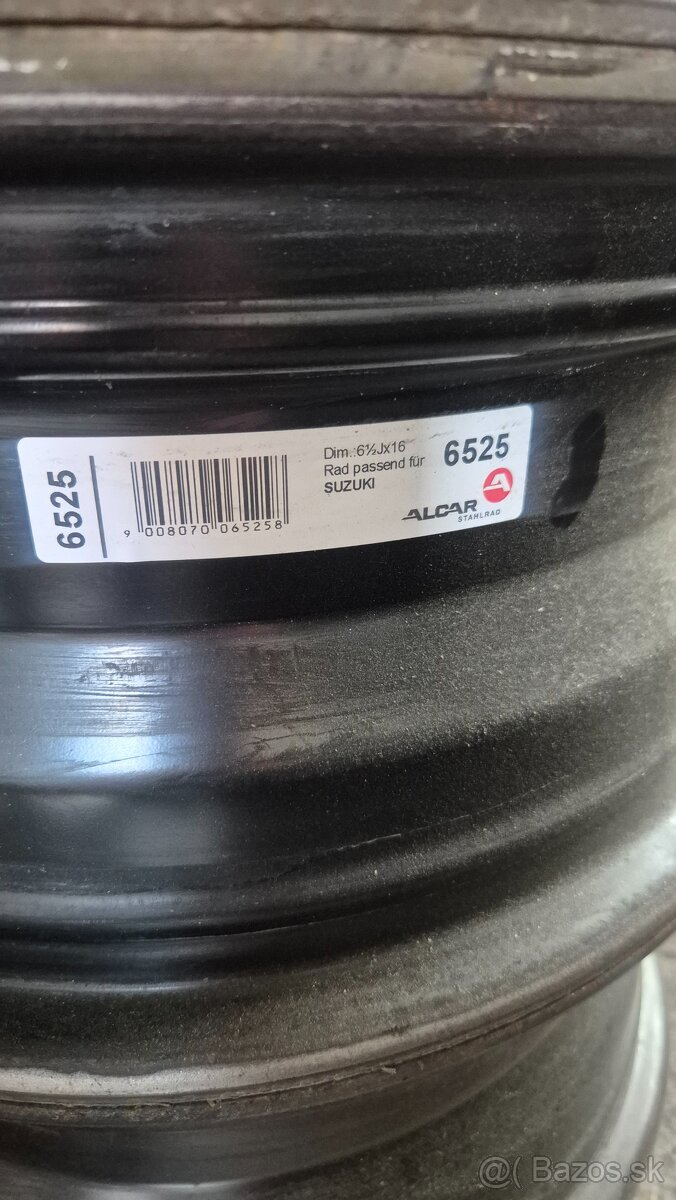 6525
9 008070 065258
Dim.:6½Jx16
Rad passend für
SUZUKI
6525
ALCAR
STAHLRAD
@ Bazos.sk